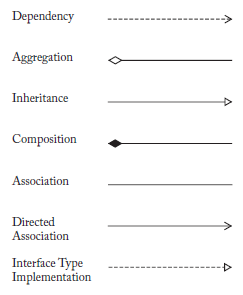 Dependency
Aggregation
Inheritance
Composition
Association
Directed
Association
Interface Type
Implementation